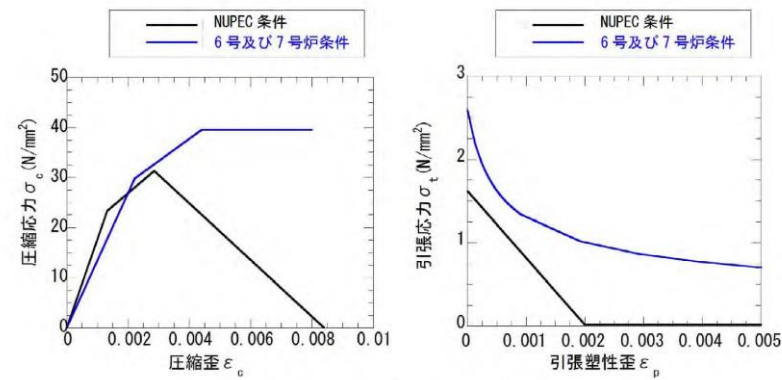 NUPEC 条件
6号及び7号炉条件
圧縮応力 σc (N/mm²)
50
40
30
20
10
0
0 0.002 0.004 0.006 0.008 0.01
圧縮歪 εc
NUPEC 条件
6号及び7号炉条件
引張応力 σt (N/mm²)
3
2
1
0
0 0.001 0.002 0.003 0.004 0.005
引張塑性歪 εp